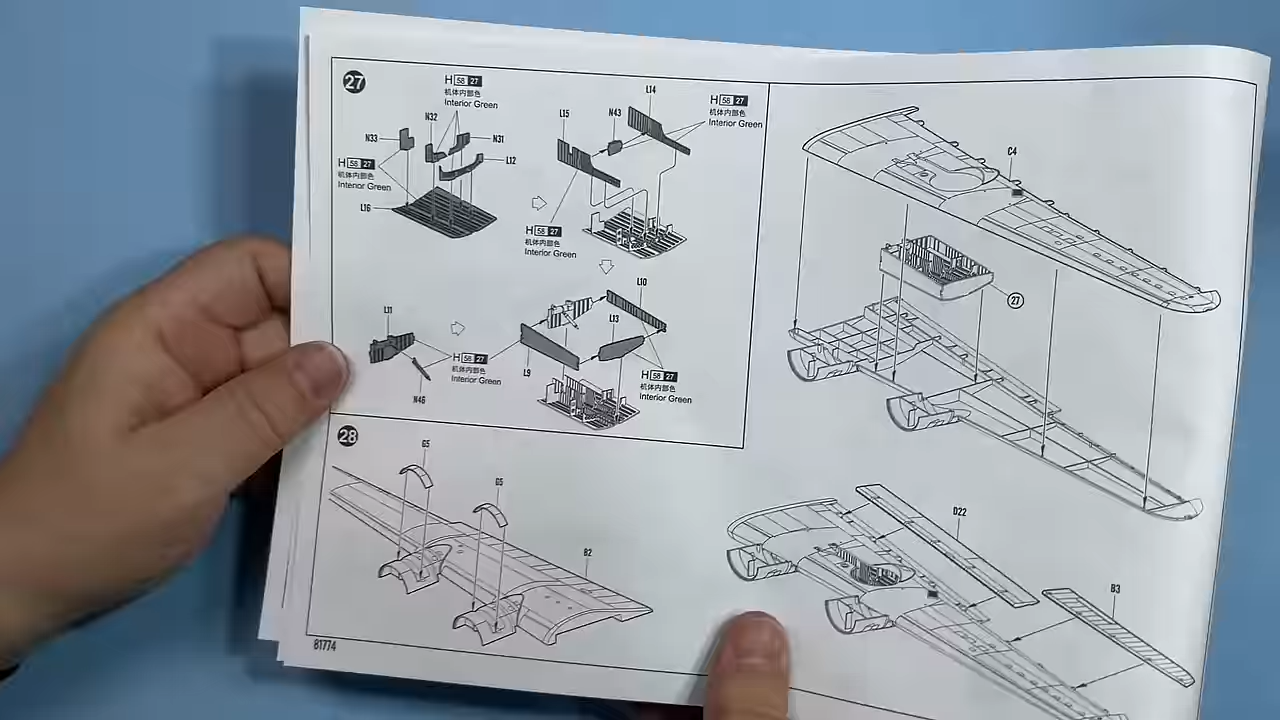 27
H 58 27
机体内部色
Interior Green
N33
N32
N31
L12
H 58 27
机体内部色
Interior Green
L16
L15
N43
L14
H 58 27
机体内部色
Interior Green
H 58 27
机体内部色
Interior Green
L11
N46
H 58 27
机体内部色
Interior Green
L10
L13
L9
H 58 27
机体内部色
Interior Green
C4
27
28
G5
G5
B2
D22
B3
81774